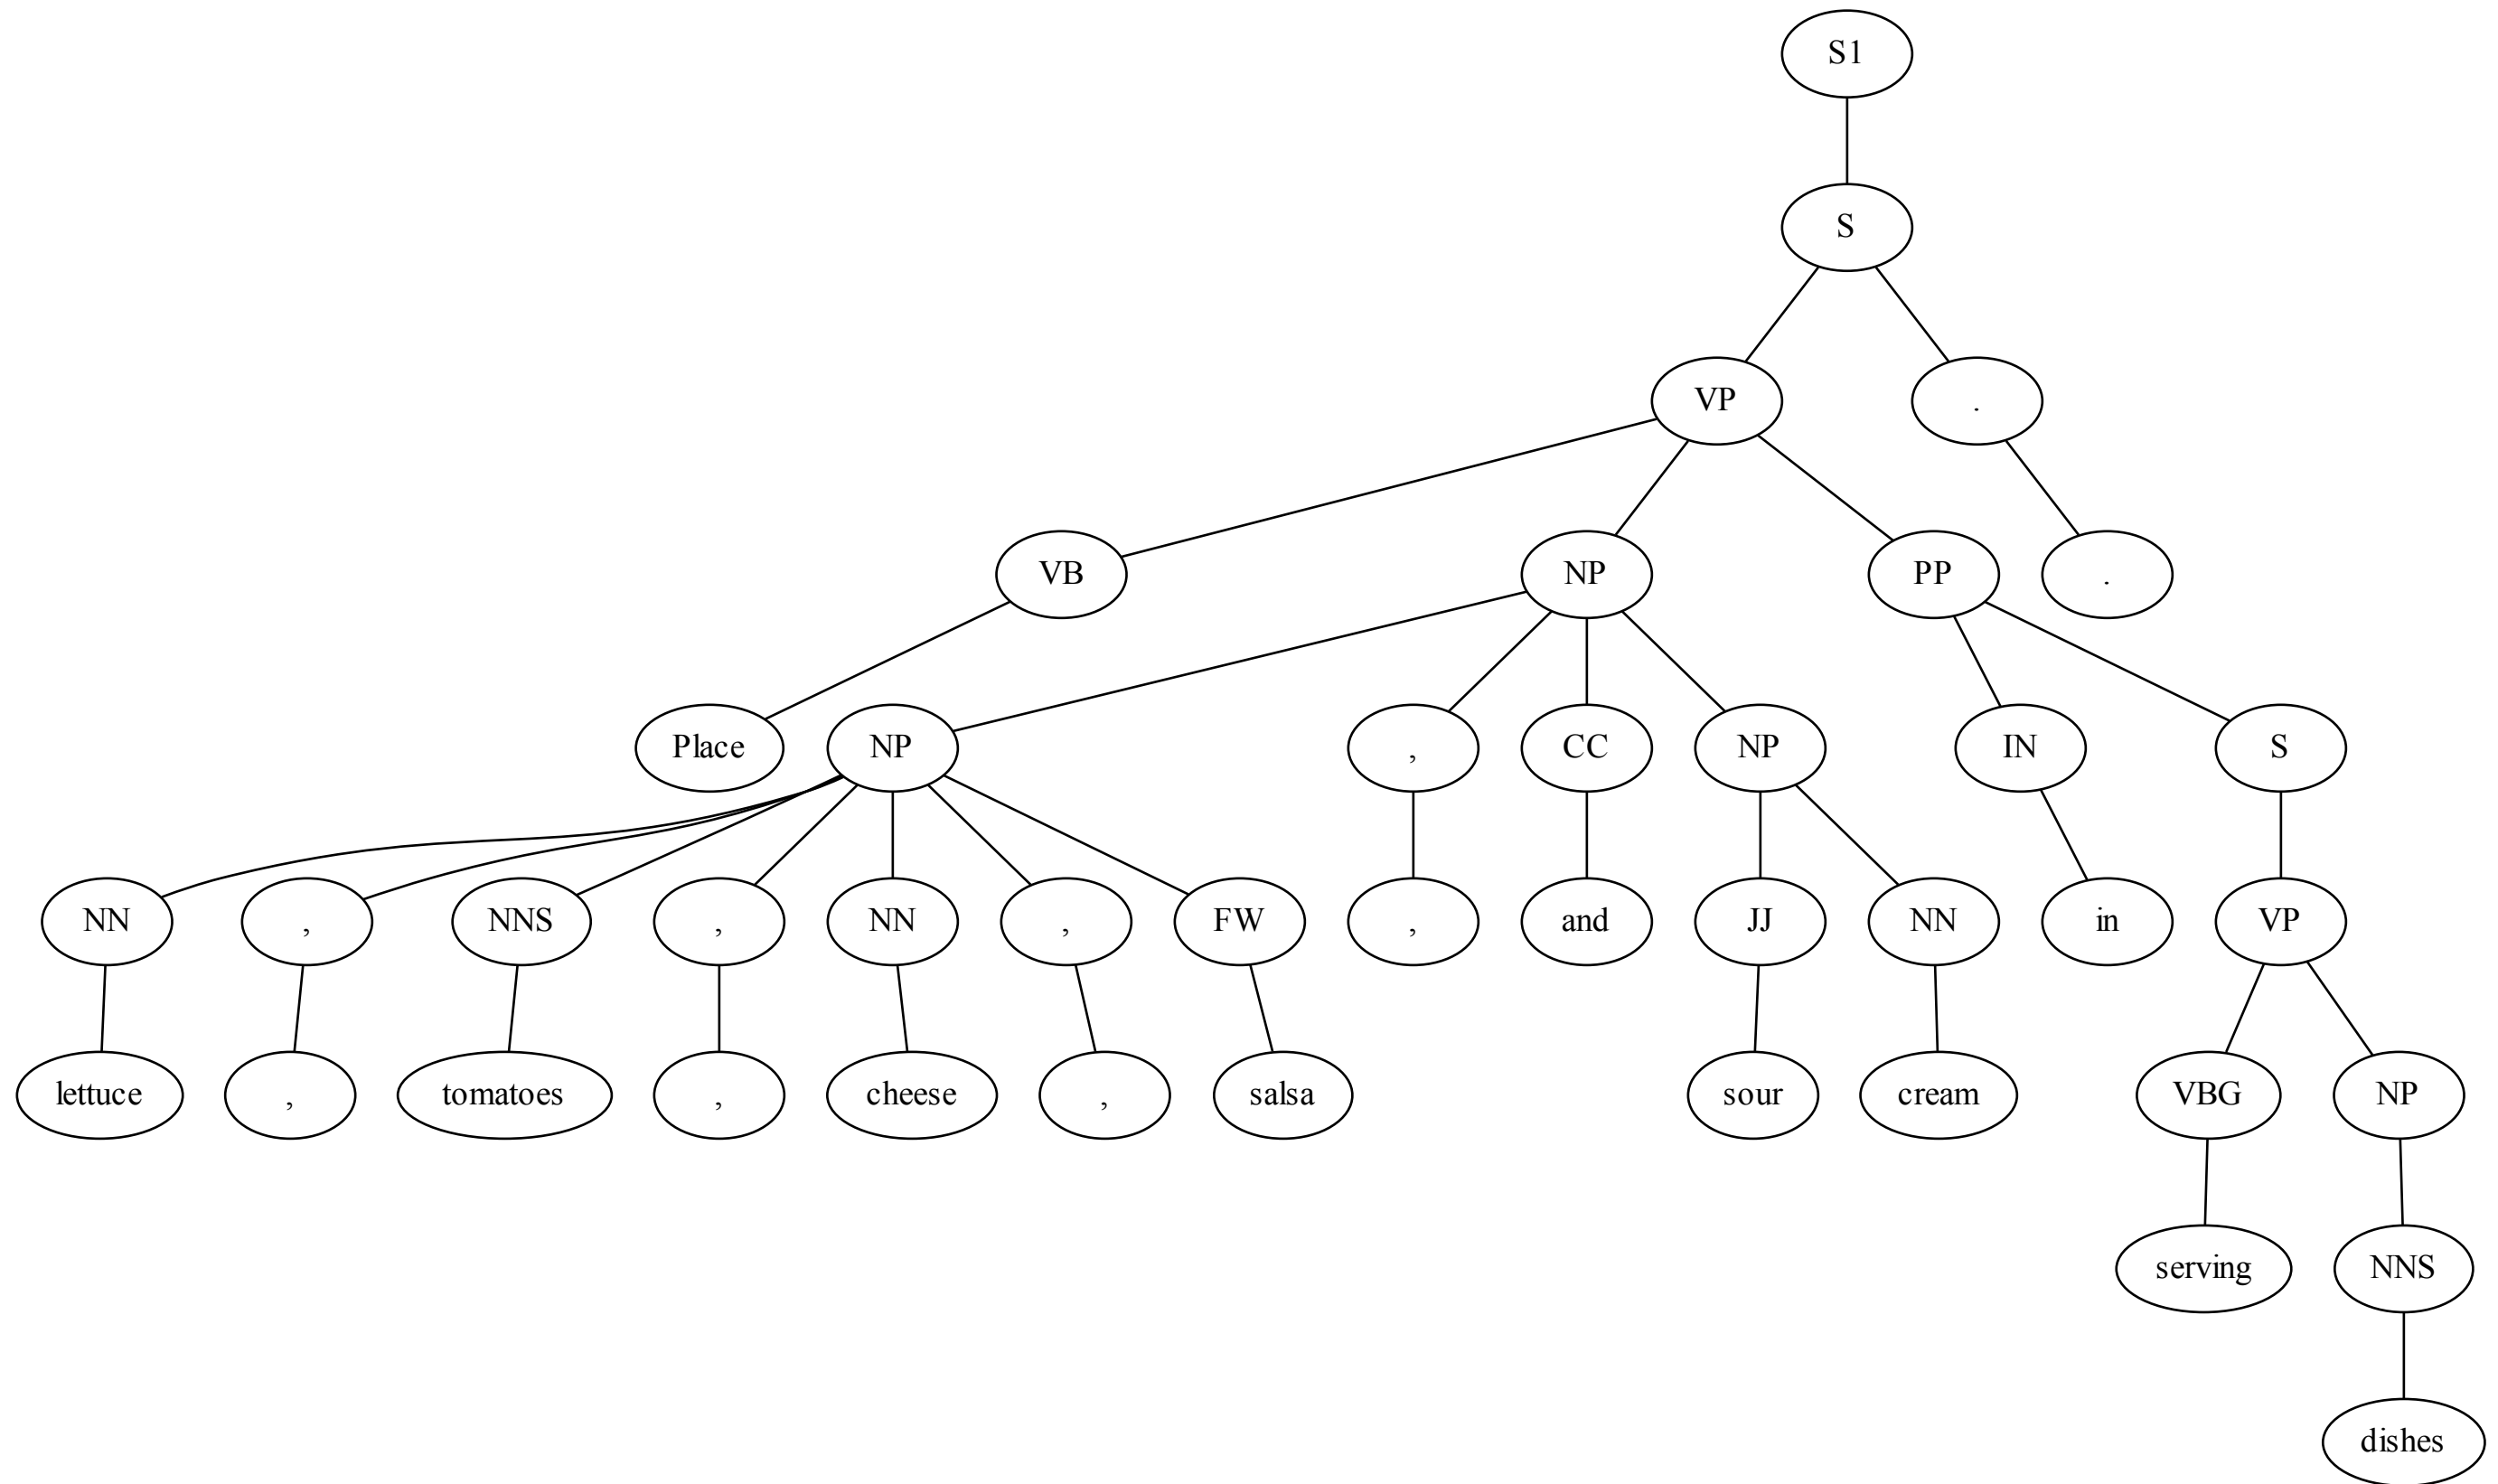 S1
S
VP .
VB NP PP .
Place NP , CC NP IN S
NN , NNS , NN , FW , and JJ NN in VP
lettuce , tomatoes , cheese , salsa sour cream VBG NP
serving NNS
dishes